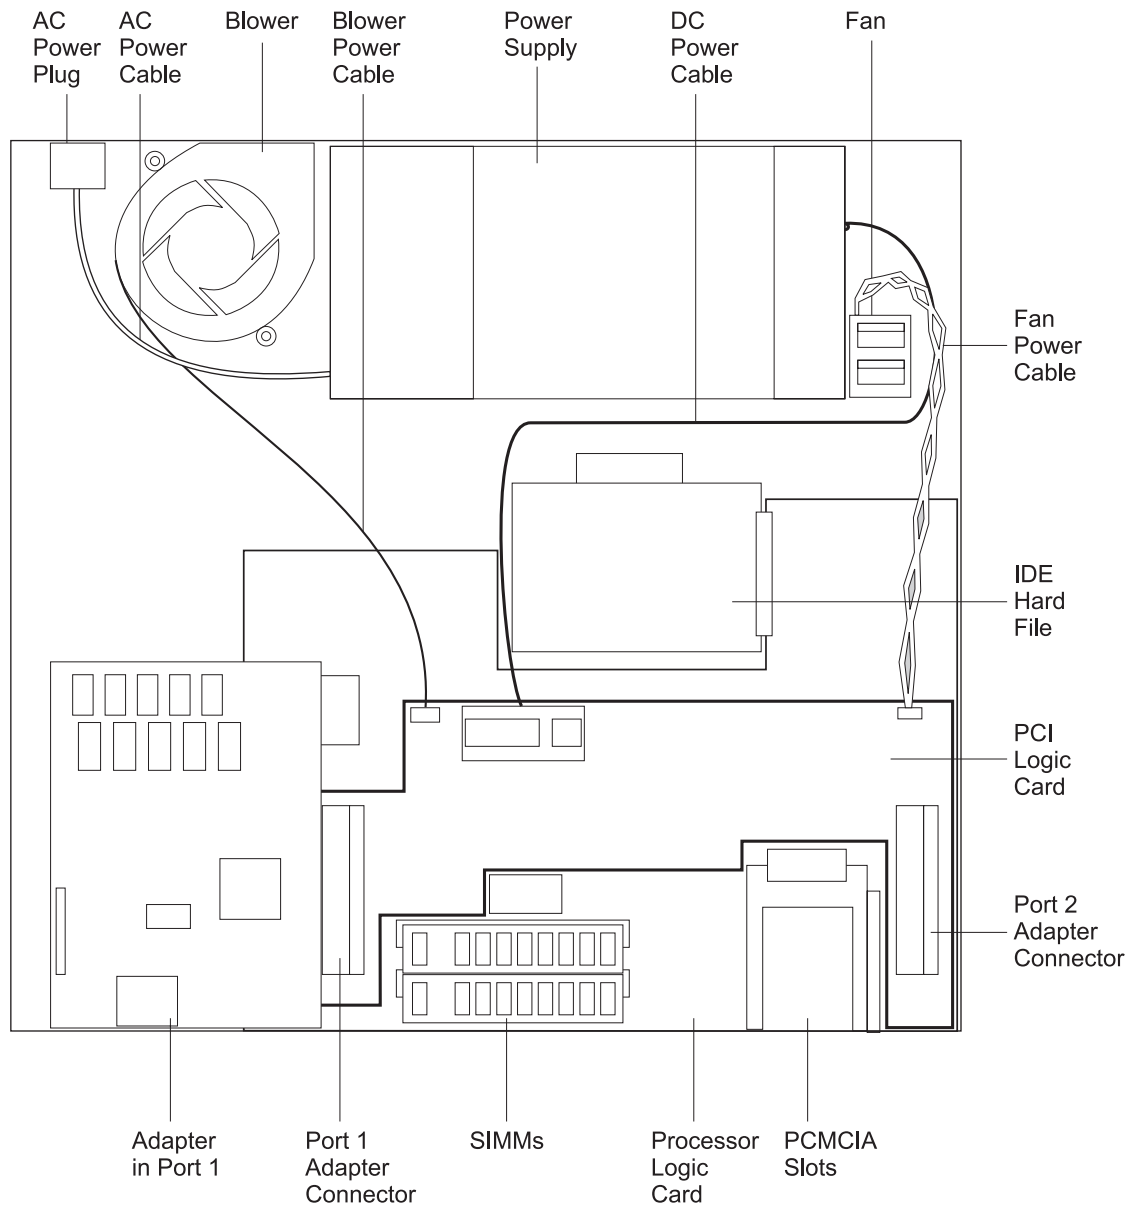 AC
Power
Plug
AC
Power
Cable
Blower
Blower
Power
Cable
Power
Supply
DC
Power
Cable
Fan
Fan
Power
Cable
IDE
Hard
File
PCI
Logic
Card
Port 2
Adapter
Connector
Adapter
in Port 1
Port 1
Adapter
Connector
SIMMs
Processor
Logic
Card
PCMCIA
Slots